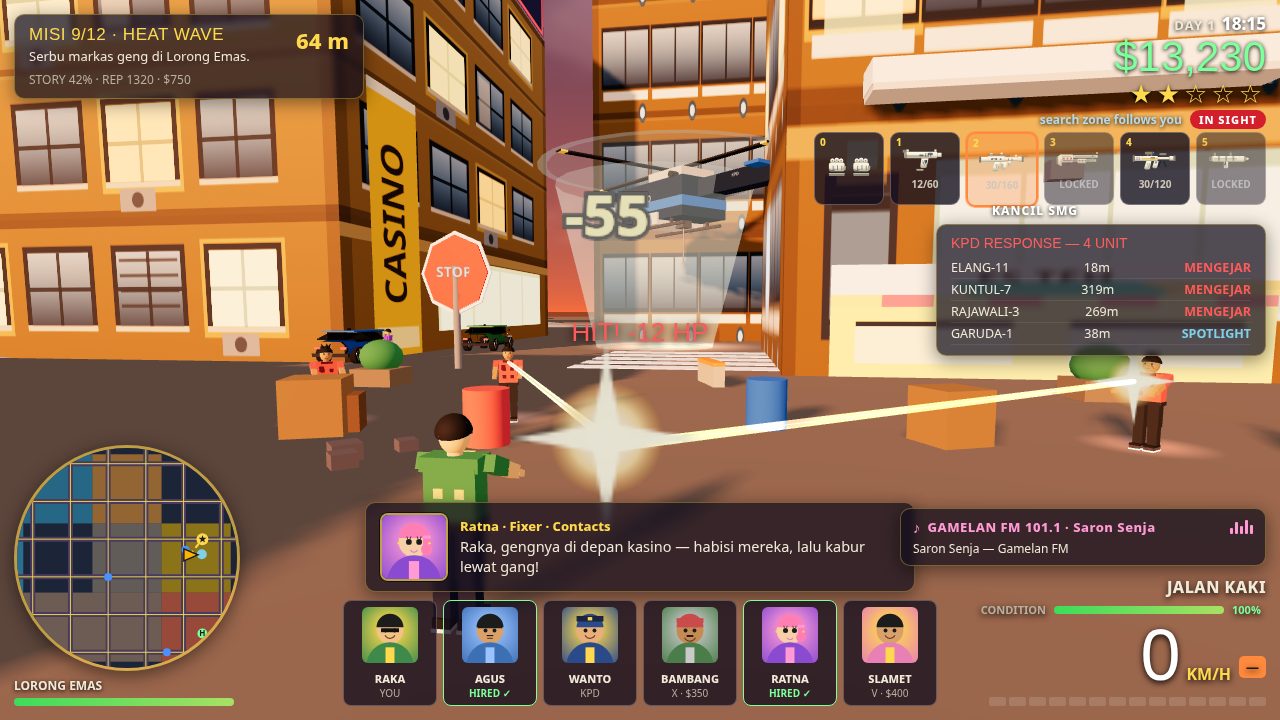 MISI 9/12 · HEAT WAVE
64 m
Serbu markas geng di Lorong Emas.
STORY 42% · REP 1320 · $750
DAY 1 18:15
$13,230
search zone follows you IN SIGHT
0
1
2
3
4
5
12/60
30/160
LOCKED
30/120
LOCKED
KANCIL SMG
KPD RESPONSE — 4 UNIT
ELANG-11 18m MENGEJAR
KUNTUL-7 319m MENGEJAR
RAJAWALI-3 269m MENGEJAR
GARUDA-1 38m SPOTLIGHT
CASINO
STOP
-55
HIT! -12 HP
Ratna · Fixer · Contacts
Raka, gengnya di depan kasino — habisi mereka, lalu kabur
lewat gang!
♪ GAMELAN FM 101.1 · Saron Senja
Saron Senja — Gamelan FM
JALAN KAKI
CONDITION 100%
0 KM/H
H
LORONG EMAS
RAKA
YOU
AGUS
HIRED ✓
WANTO
KPD
BAMBANG
X · $350
RATNA
HIRED ✓
SLAMET
V · $400